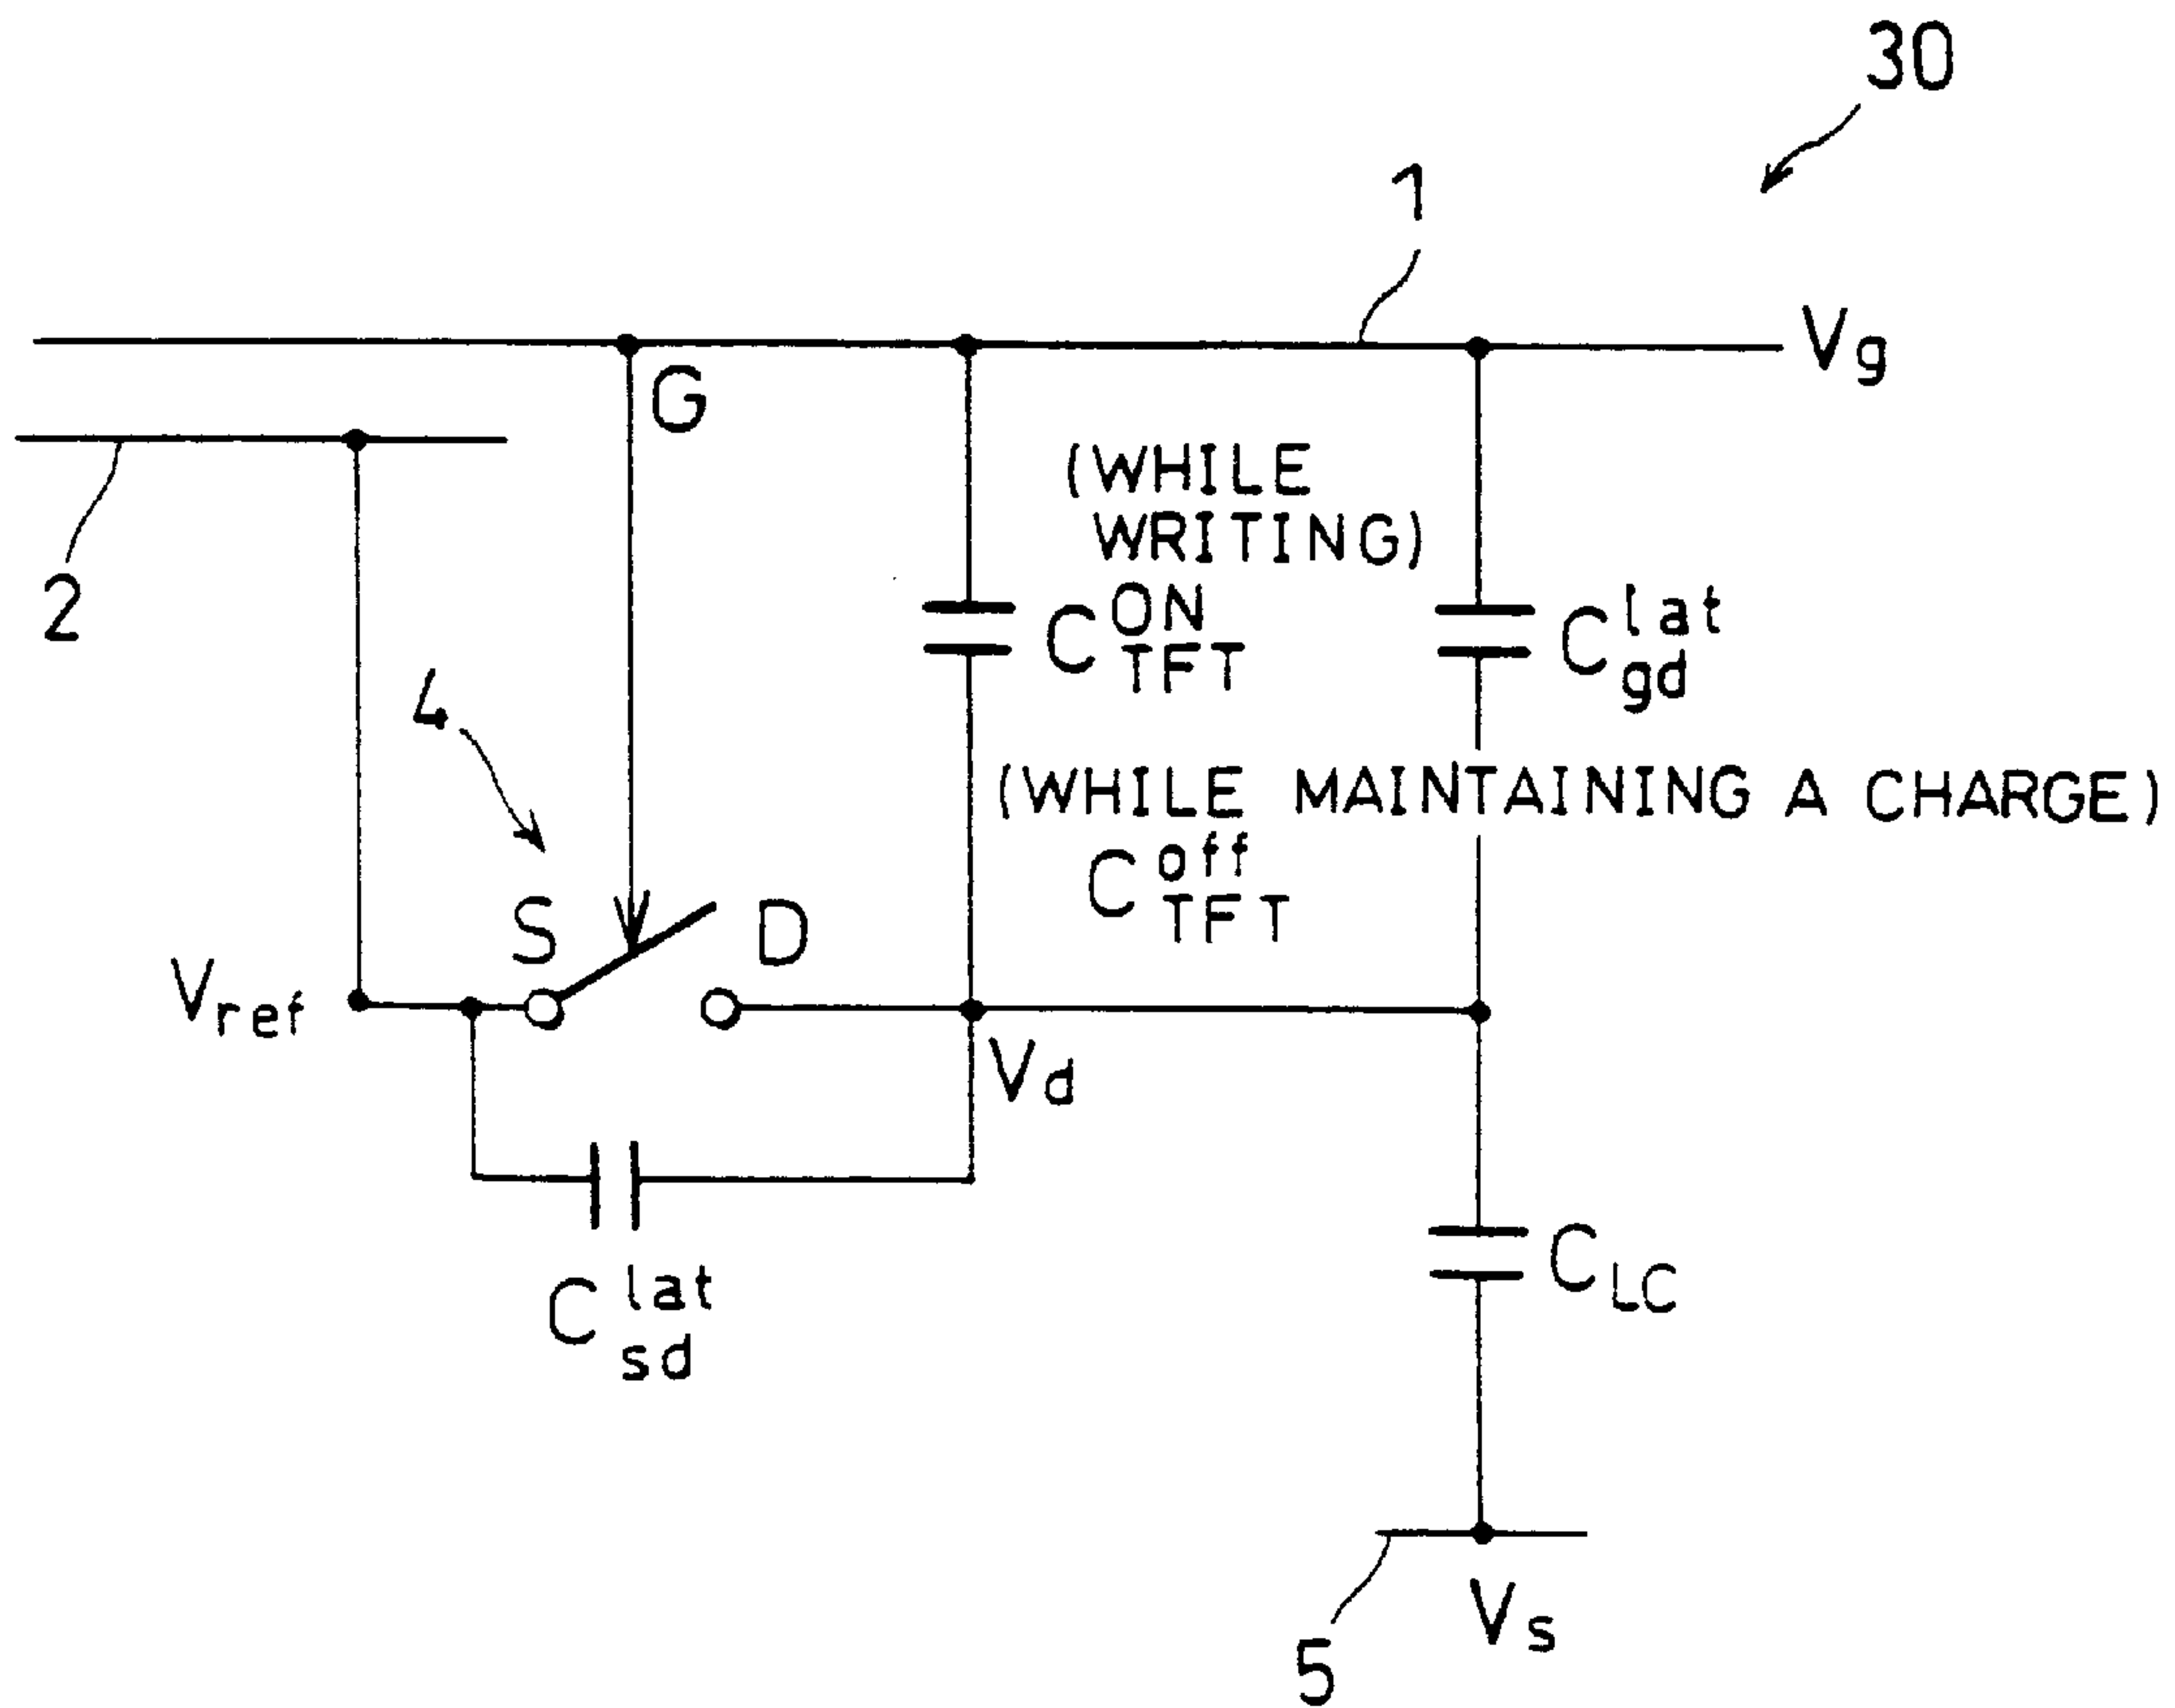 30
1
Vg
G
2
(WHILE
WRITING)
C ON TFT
C lat gd
4
(WHILE MAINTAINING A CHARGE)
C off TFT
S
D
Vref
Vd
C lat sd
CLC
5
Vs